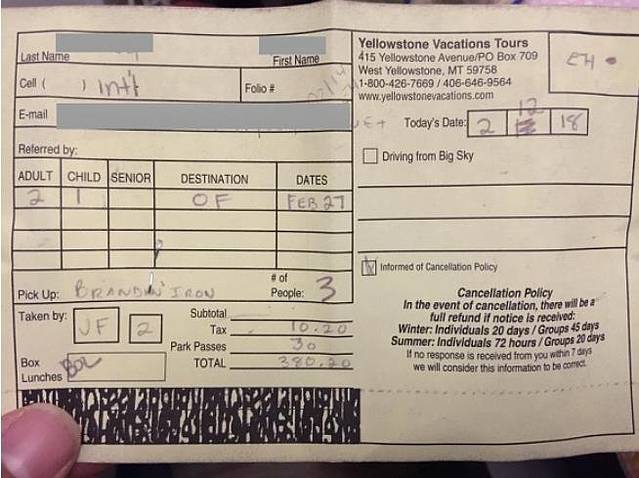 Last Name
First Name
Cell ( ) Int'l
Folio #
E-mail
Referred by:
ADULT CHILD SENIOR DESTINATION DATES
2 1 OF FEB 27
Pick Up: BRANDIN' IRON
# of People: 3
Taken by: JF 2
Subtotal
Tax 10.20
Park Passes 30
TOTAL 380.20
Box Lunches BOL
Yellowstone Vacations Tours
415 Yellowstone Avenue/PO Box 709
West Yellowstone, MT 59758
1-800-426-7669 / 406-646-9564
www.yellowstonevacations.com
Today's Date: 2 12 18
Driving from Big Sky
Informed of Cancellation Policy
Cancellation Policy
In the event of cancellation, there will be a
full refund if notice is received:
Winter: Individuals 20 days / Groups 45 days
Summer: Individuals 72 hours / Groups 20 days
If no response is received from you within 7 days
we will consider this information to be correct.